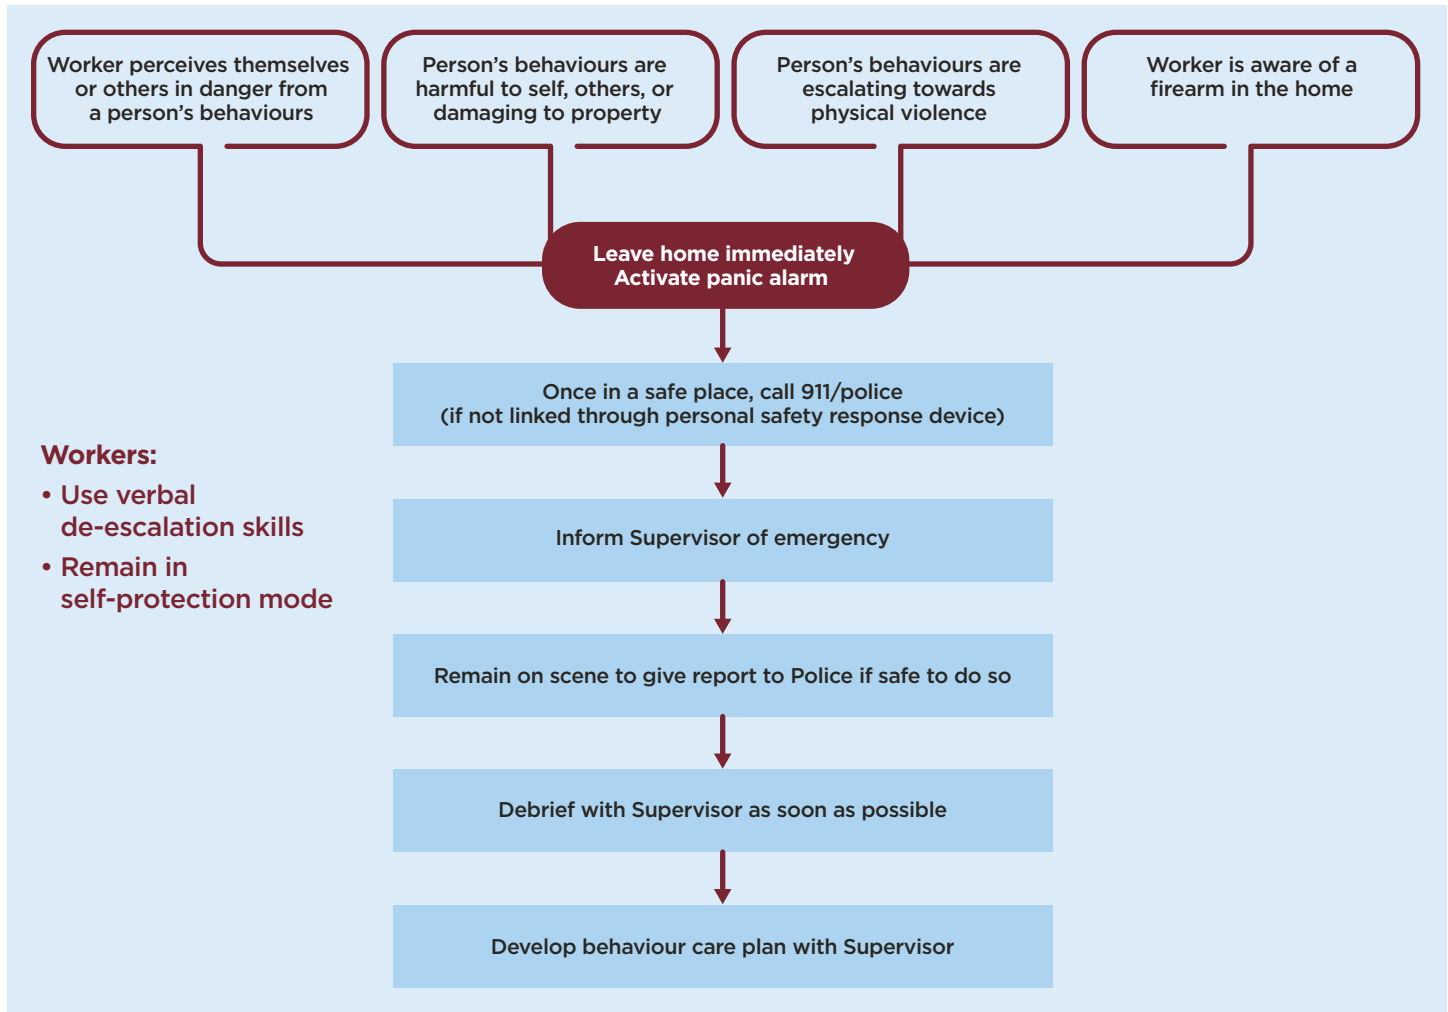 Worker perceives themselves
or others in danger from
a person's behaviours
Person's behaviours are
harmful to self, others, or
damaging to property
Person's behaviours are
escalating towards
physical violence
Worker is aware of a
firearm in the home
Leave home immediately
Activate panic alarm
Once in a safe place, call 911/police
(if not linked through personal safety response device)
Workers:
• Use verbal
de-escalation skills
• Remain in
self-protection mode
Inform Supervisor of emergency
Remain on scene to give report to Police if safe to do so
Debrief with Supervisor as soon as possible
Develop behaviour care plan with Supervisor